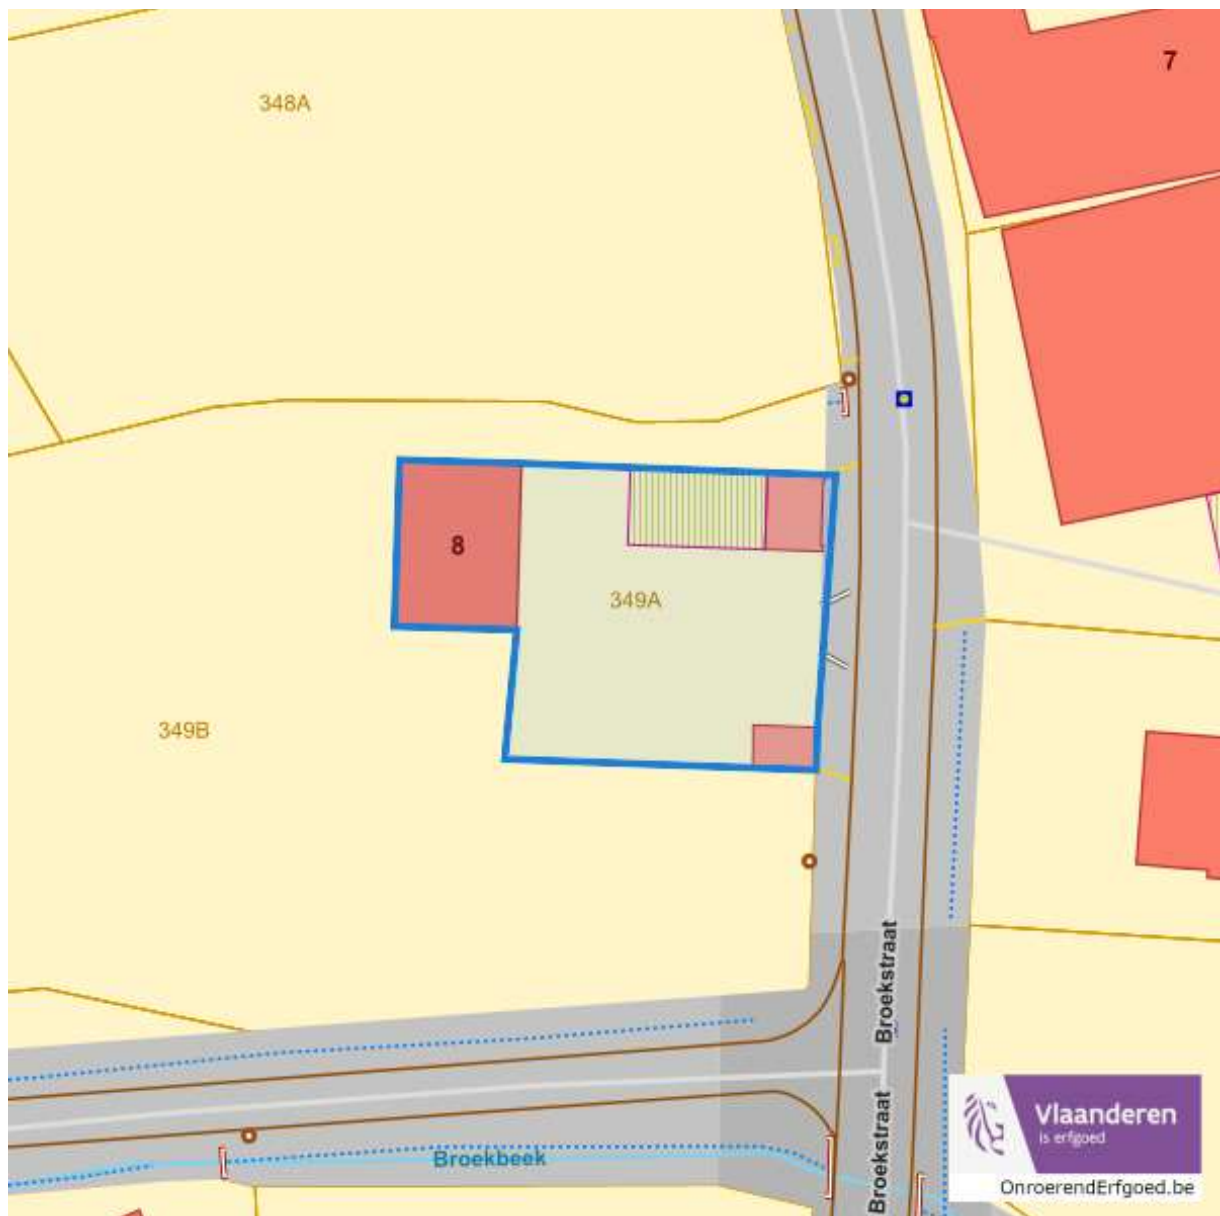 7
348A
8
349A
349B
Broekstraat
Broekstraat
Broekbeek
Vlaanderen
is erfgoed
OnroerendErfgoed.be